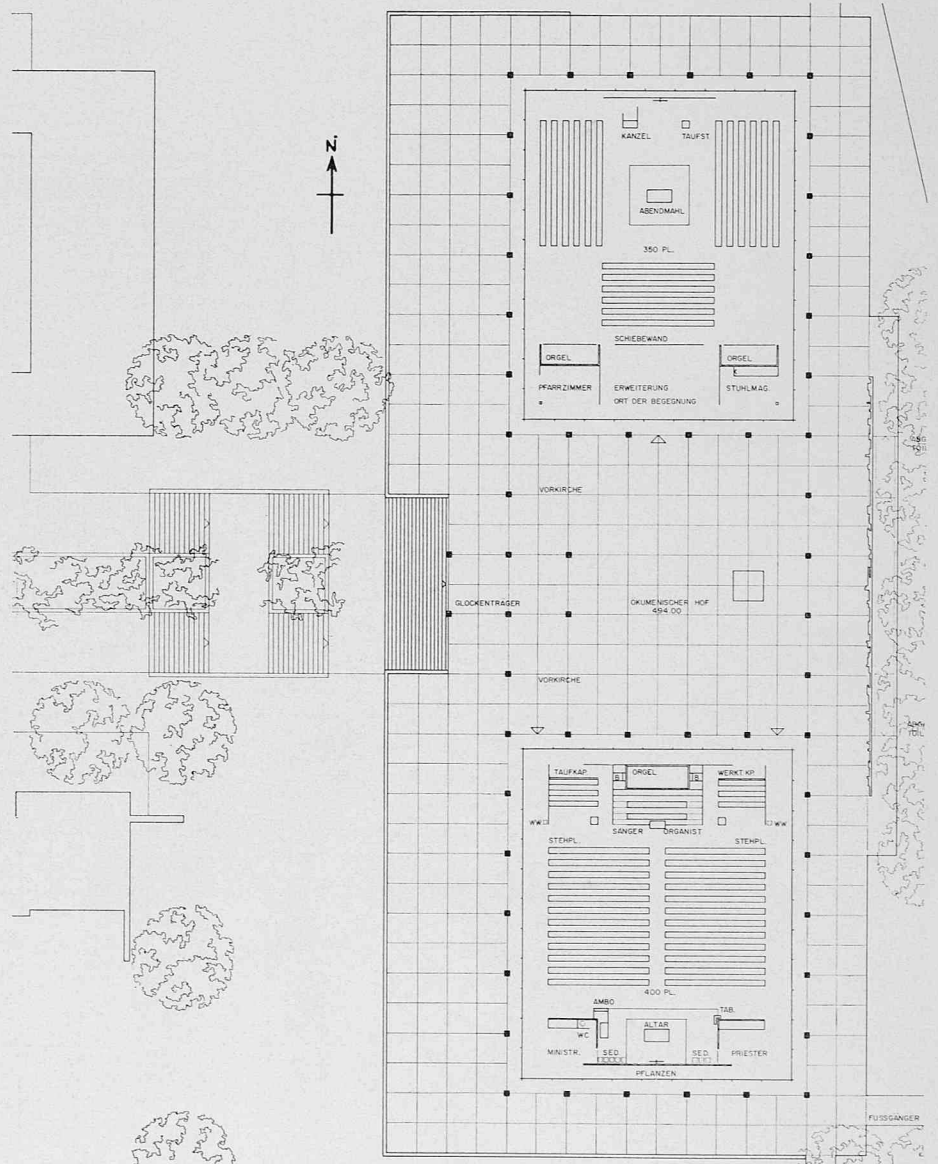 N
KANZEL
TAUFST.
ABENDMAHL
350 PL.
SCHIEBEWAND
ORGEL
ORGEL
PFARRZIMMER
ERWEITERUNG
STUHLMAG.
ORT DER BEGEGNUNG
VORKIRCHE
GLOCKENTRÄGER
ÖKUMENISCHER HOF
494.00
VORKIRCHE
TAUFKAP.
B
ORGEL
B
WERKT.KP.
WW
SÄNGER
ORGANIST
WW
STEHPL.
STEHPL.
400 PL.
AMBO
TAB.
WC
ALTAR
MINISTR.
SED.
SED.
PRIESTER
PFLANZEN
FUSSGÄNGER